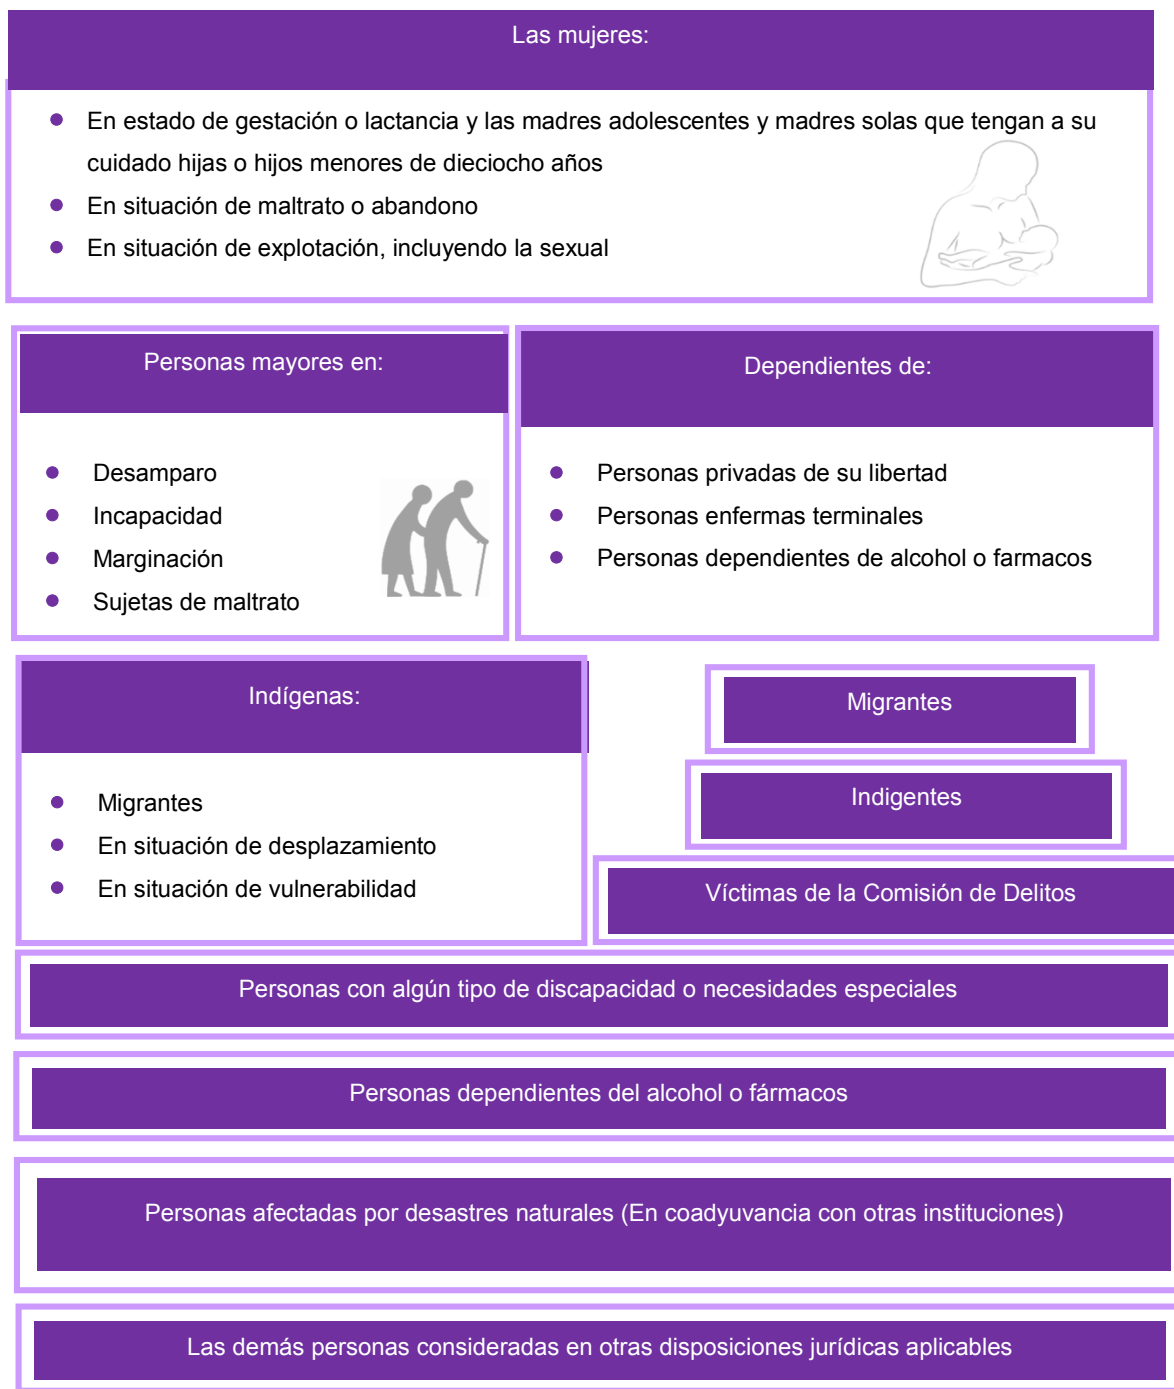 Las mujeres:
En estado de gestación o lactancia y las madres adolescentes y madres solas que tengan a su
cuidado hijas o hijos menores de dieciocho años
En situación de maltrato o abandono
En situación de explotación, incluyendo la sexual
Personas mayores en:
Desamparo
Incapacidad
Marginación
Sujetas de maltrato
Dependientes de:
Personas privadas de su libertad
Personas enfermas terminales
Personas dependientes de alcohol o farmacos
Indígenas:
Migrantes
En situación de desplazamiento
En situación de vulnerabilidad
Migrantes
Indigentes
Víctimas de la Comisión de Delitos
Personas con algún tipo de discapacidad o necesidades especiales
Personas dependientes del alcohol o fármacos
Personas afectadas por desastres naturales (En coadyuvancia con otras instituciones)
Las demás personas consideradas en otras disposiciones jurídicas aplicables